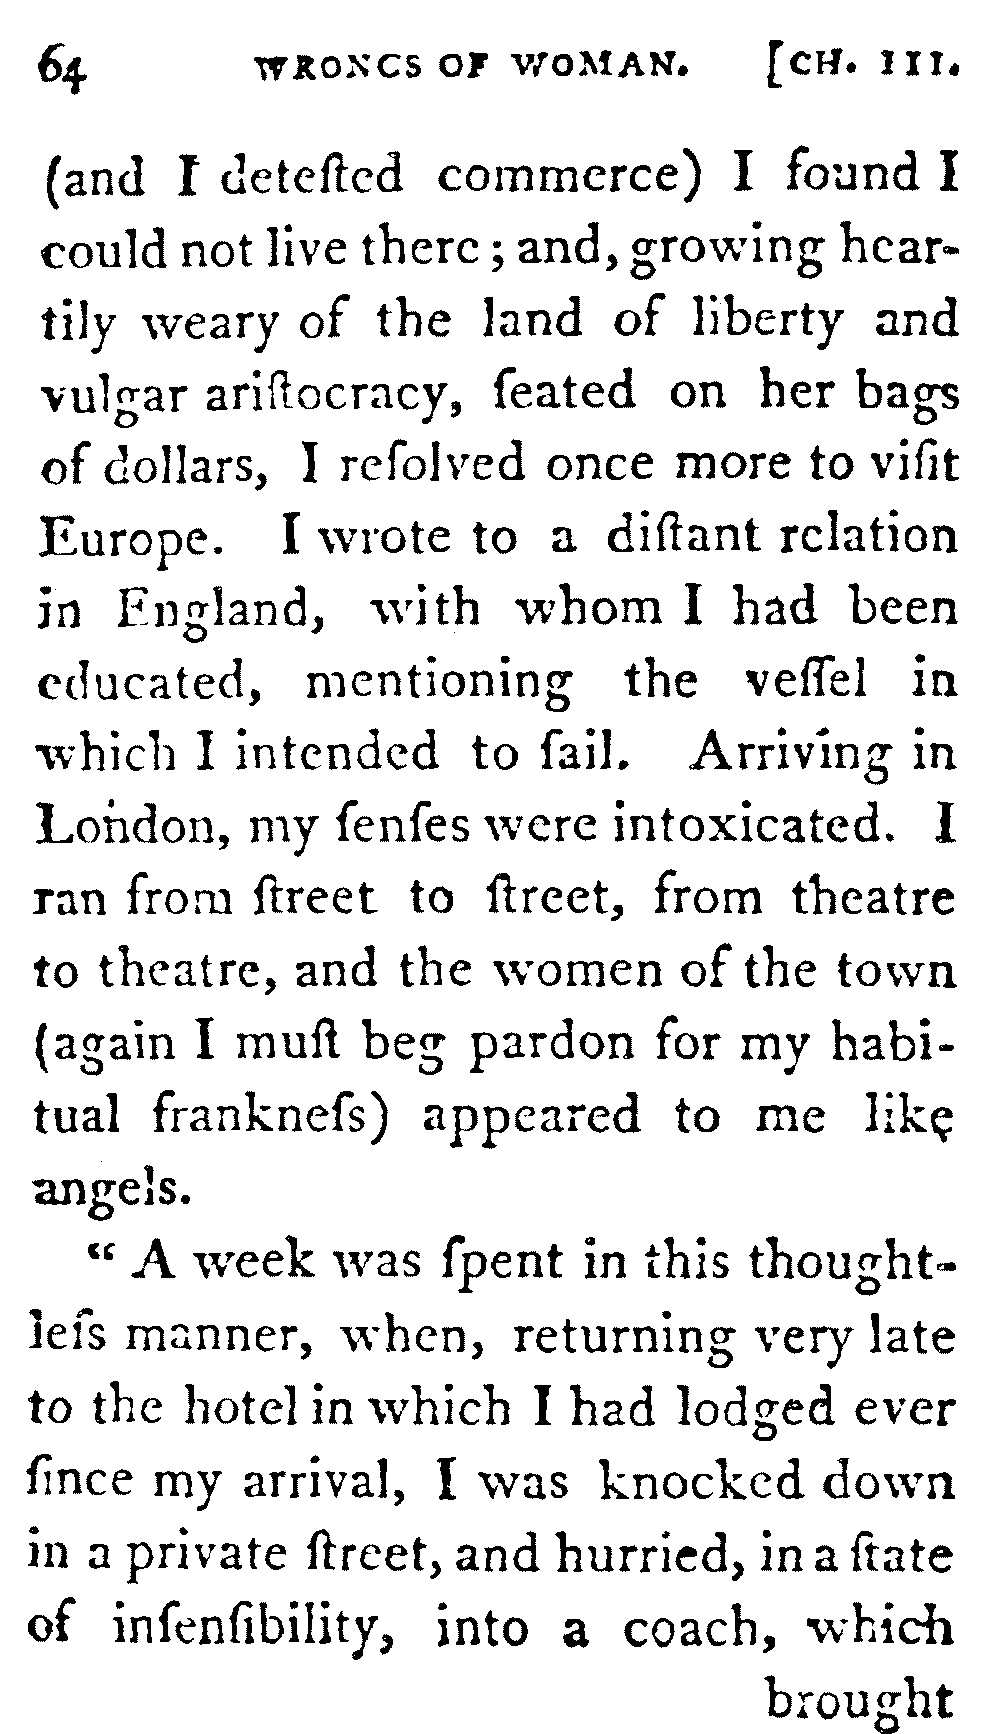 64 WRONGS OF WOMAN. [CH. III.
(and I deteſted commerce) I found I
could not live there; and, growing hear-
tily weary of the land of liberty and
vulgar ariſtocracy, ſeated on her bags
of dollars, I reſolved once more to viſit
Europe. I wrote to a diſtant relation
in England, with whom I had been
educated, mentioning the veſſel in
which I intended to ſail. Arriving in
London, my ſenſes were intoxicated. I
ran from ſtreet to ſtreet, from theatre
to theatre, and the women of the town
(again I muſt beg pardon for my habi-
tual frankneſs) appeared to me like
angels.
“ A week was ſpent in this thought-
leſs manner, when, returning very late
to the hotel in which I had lodged ever
ſince my arrival, I was knocked down
in a private ſtreet, and hurried, in a ſtate
of inſenſibility, into a coach, which
brought